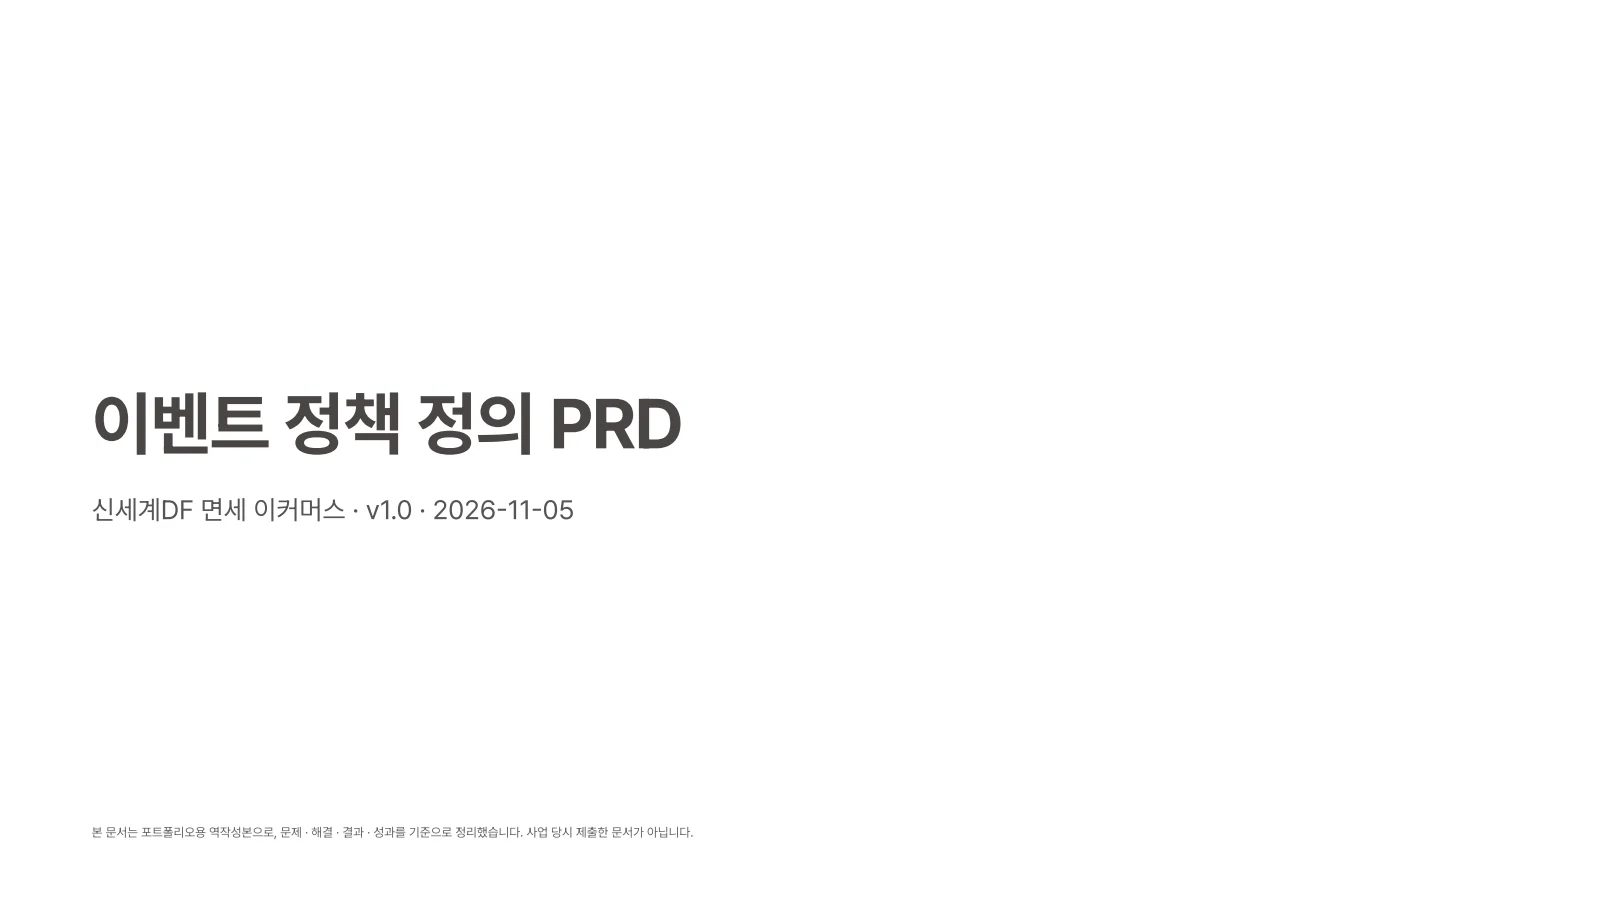 이벤트 정책 정의 PRD
신세계DF 면세 이커머스 · v1.0 · 2026-11-05
본 문서는 포트폴리오용 역작성본으로, 문제 · 해결 · 결과 · 성과를 기준으로 정리했습니다. 사업 당시 제출한 문서가 아닙니다.